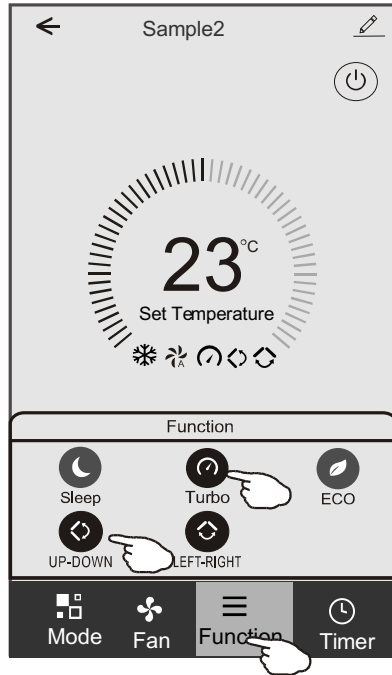 Sample2
23°C
Set Temperature
A
Function
Sleep Turbo ECO
UP-DOWN LEFT-RIGHT
Mode Fan Function Timer